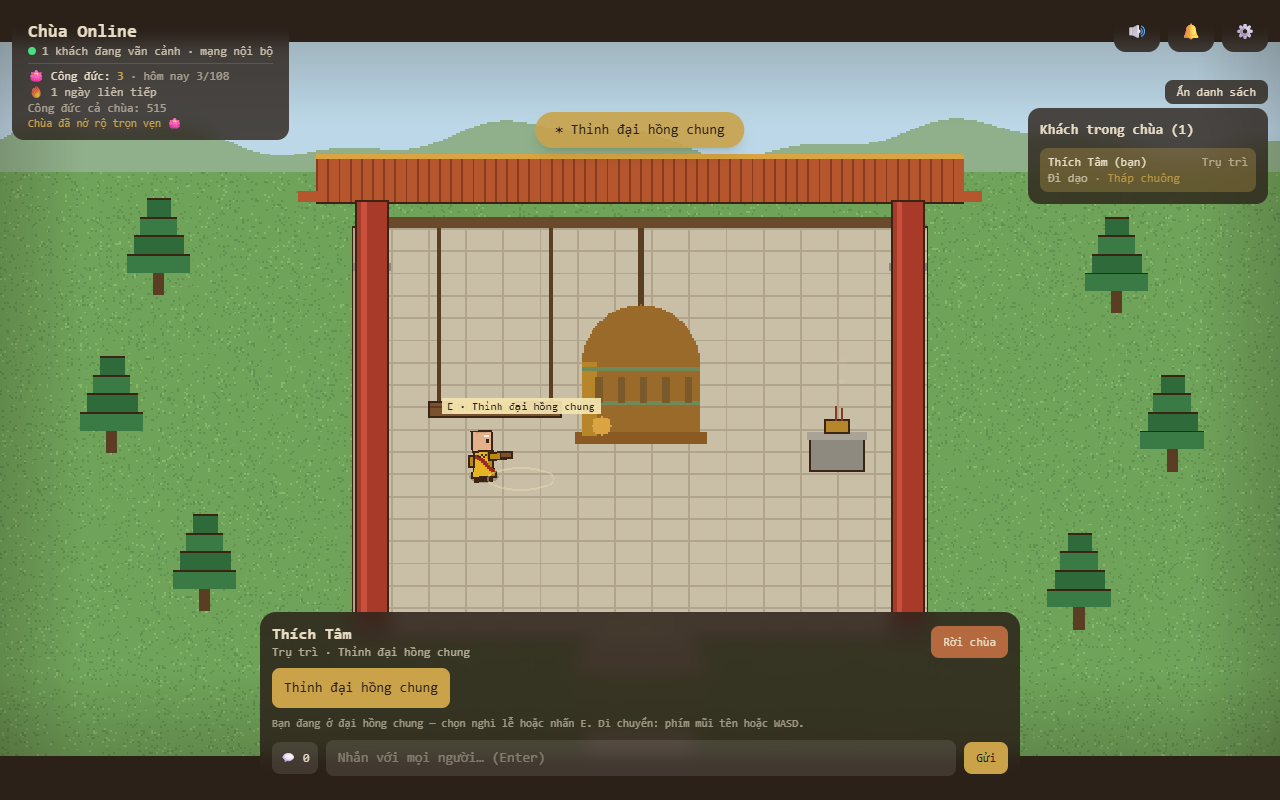 Chùa Online
1 khách đang vãn cảnh · mạng nội bộ
Công đức: 3 · hôm nay 3/108
1 ngày liên tiếp
Công đức cả chùa: 515
Chùa đã nở rộ trọn vẹn
Ẩn danh sách
Khách trong chùa (1)
Thích Tâm (bạn) Trụ trì
Đi dạo · Tháp chuông
* Thỉnh đại hồng chung
E · Thỉnh đại hồng chung
Thích Tâm
Trụ trì · Thỉnh đại hồng chung
Rời chùa
Thỉnh đại hồng chung
Bạn đang ở đại hồng chung — chọn nghi lễ hoặc nhấn E. Di chuyển: phím mũi tên hoặc WASD.
0
Nhắn với mọi người… (Enter)
Gửi